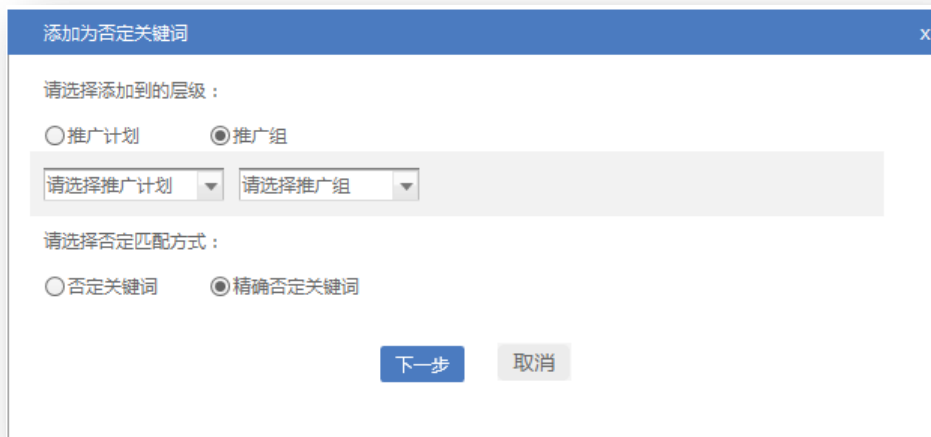 添加为否定关键词 x
请选择添加到的层级：
推广计划 推广组
请选择推广计划 请选择推广组
请选择否定匹配方式：
否定关键词 精确否定关键词
下一步 取消